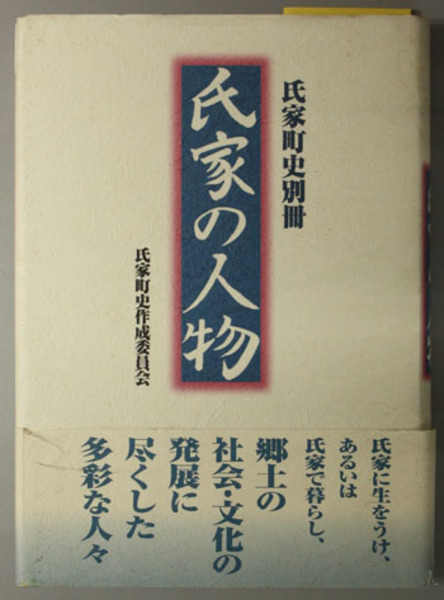 氏家町史別冊
氏家の人物
氏家町史作成委員会
氏家に生をうけ、
あるいは
氏家で暮らし、
郷土の
社会・文化の
発展に
尽くした
多彩な人々